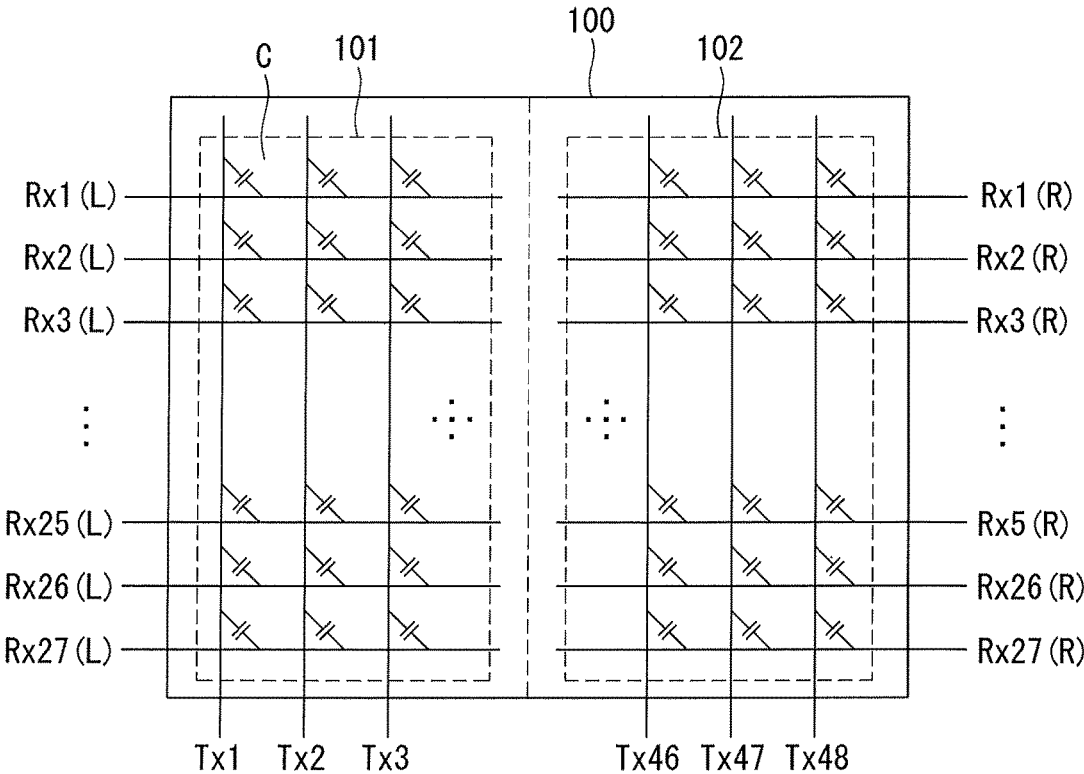 100
C 101 102
Rx1(L) Rx1(R)
Rx2(L) Rx2(R)
Rx3(L) Rx3(R)
Rx25(L) Rx5(R)
Rx26(L) Rx26(R)
Rx27(L) Rx27(R)
Tx1 Tx2 Tx3 Tx46 Tx47 Tx48